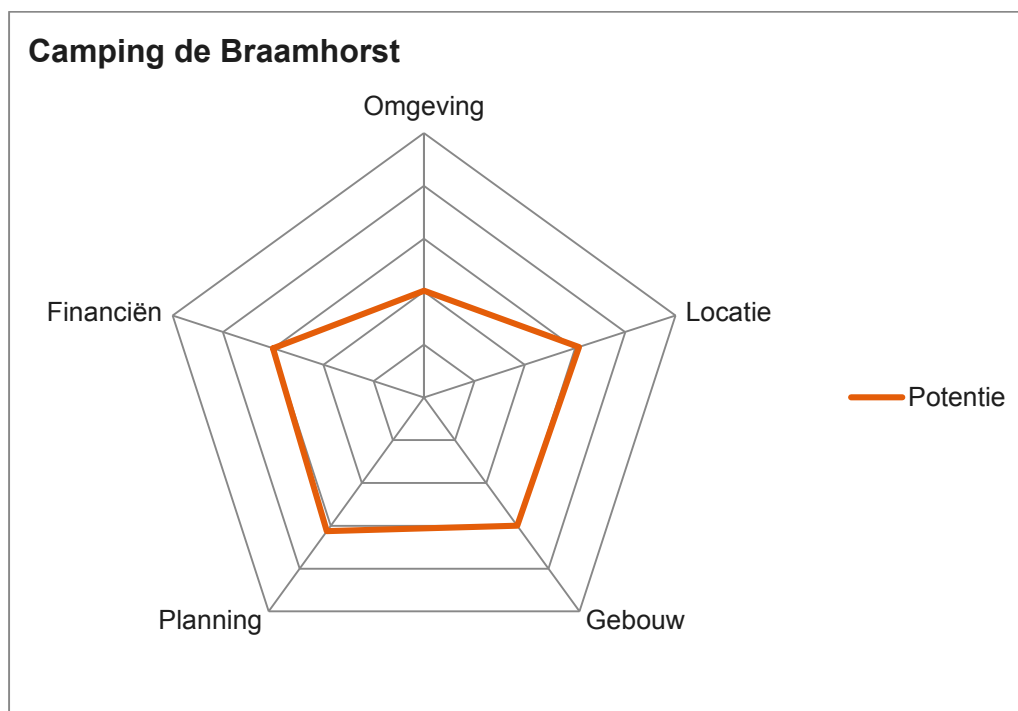 Camping de Braamhorst
Omgeving
Financiën
Locatie
Potentie
Planning
Gebouw